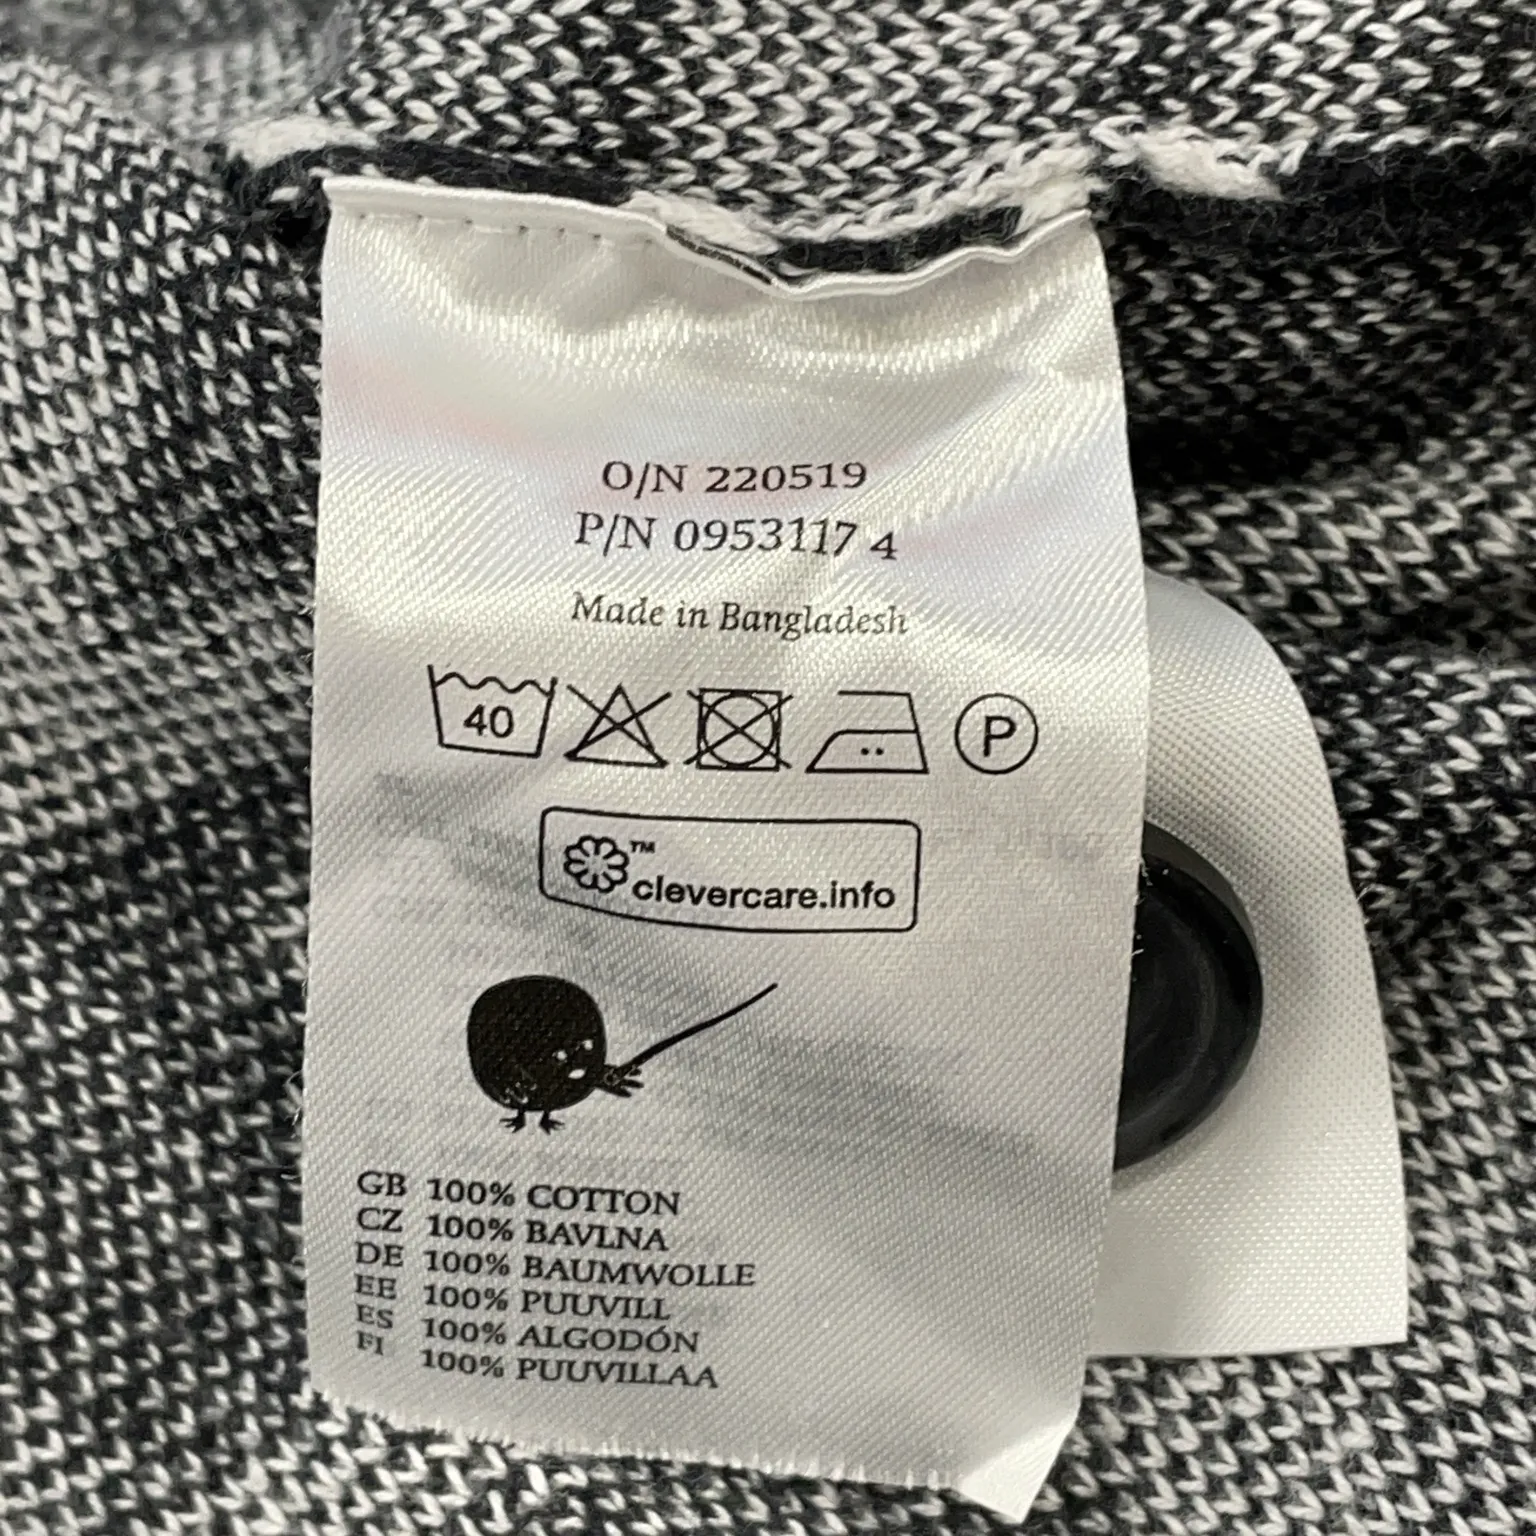 O/N 220519
P/N 0953117 4
Made in Bangladesh
40 P
™
clevercare.info
GB 100% COTTON
CZ 100% BAVLNA
DE 100% BAUMWOLLE
EE 100% PUUVILL
ES 100% ALGODÓN
FI 100% PUUVILLAA